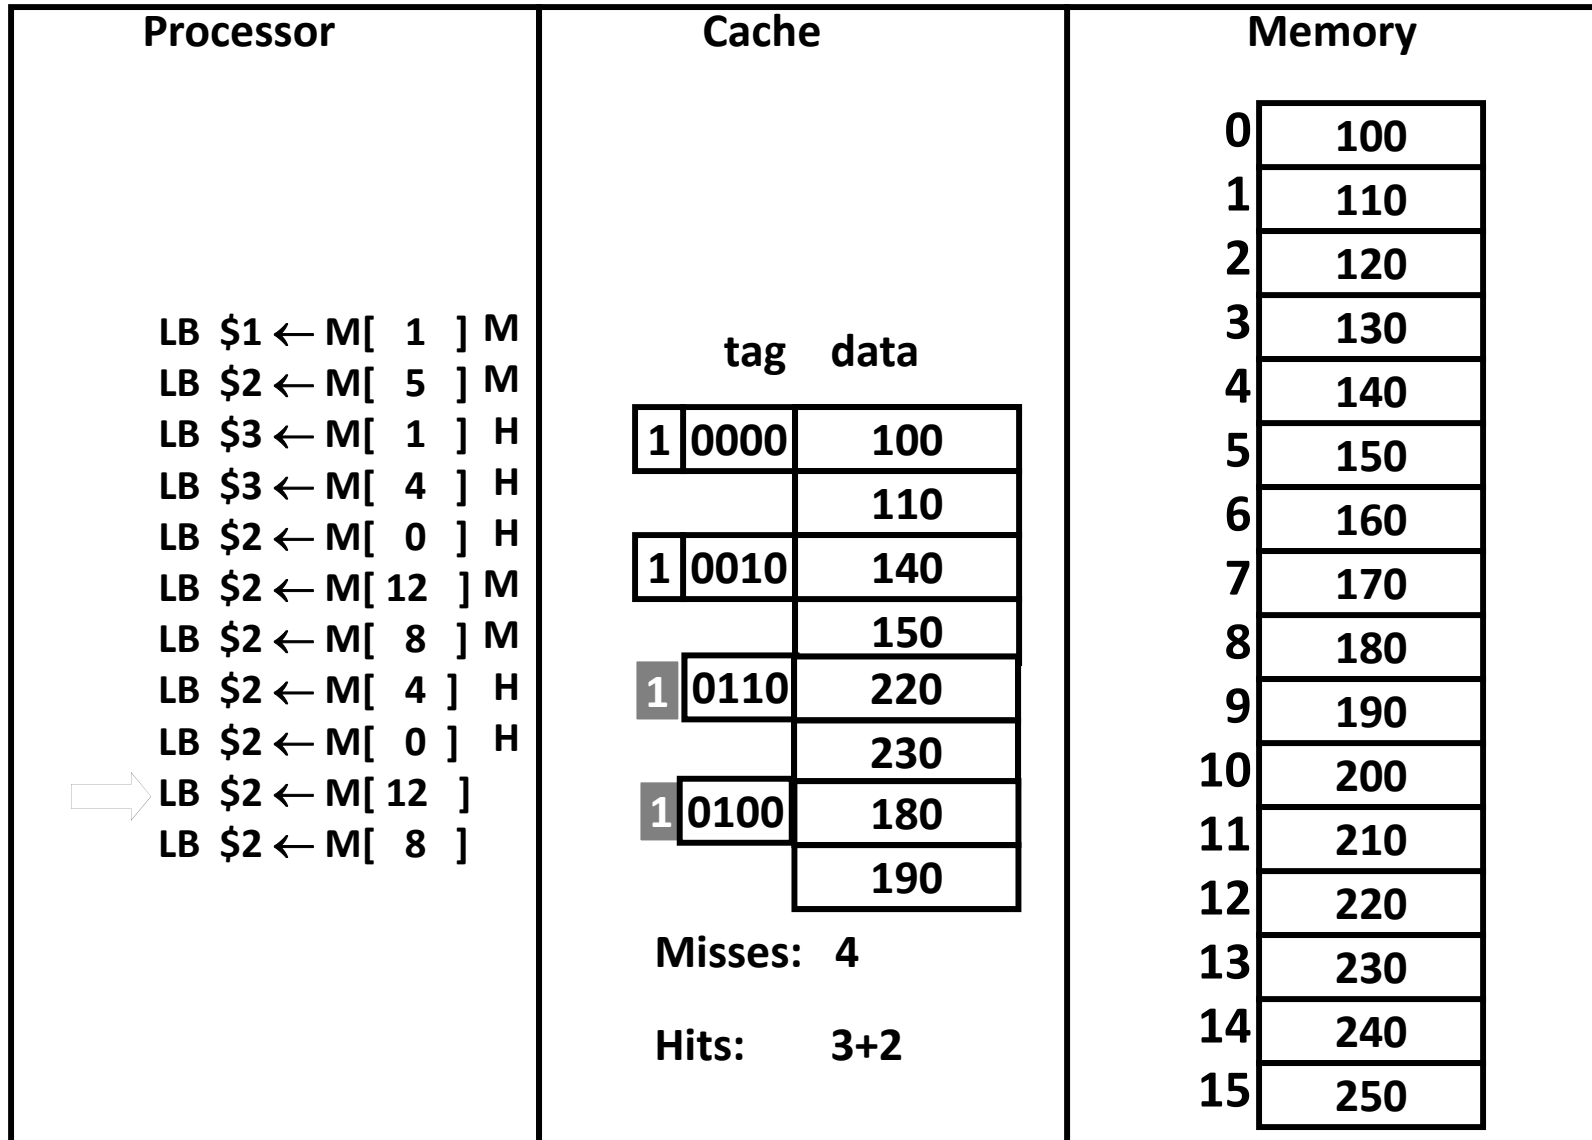 Processor
LB $1 ← M[ 1 ] M
LB $2 ← M[ 5 ] M
LB $3 ← M[ 1 ] H
LB $3 ← M[ 4 ] H
LB $2 ← M[ 0 ] H
LB $2 ← M[ 12 ] M
LB $2 ← M[ 8 ] M
LB $2 ← M[ 4 ] H
LB $2 ← M[ 0 ] H
LB $2 ← M[ 12 ]
LB $2 ← M[ 8 ]
Cache
tag data
1 0000 100
110
1 0010 140
150
1 0110 220
230
1 0100 180
190
Misses: 4
Hits: 3+2
Memory
0 100
1 110
2 120
3 130
4 140
5 150
6 160
7 170
8 180
9 190
10 200
11 210
12 220
13 230
14 240
15 250